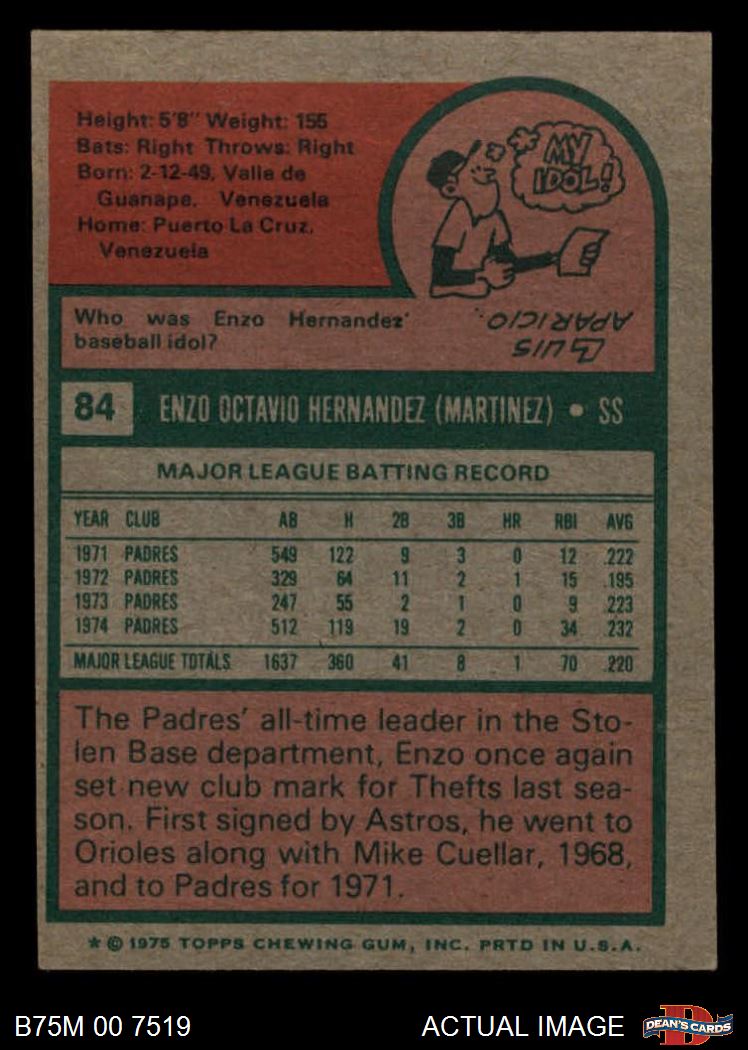 Height: 5'8" Weight: 155
Bats: Right Throws: Right
Born: 2-12-49, Valle de
Guanape, Venezuela
Home: Puerto La Cruz,
Venezuela
MY
IDOL!
Who was Enzo Hernandez'
baseball idol?
LUIS
APARICIO.
84 ENZO OCTAVIO HERNANDEZ (MARTINEZ) • SS
MAJOR LEAGUE BATTING RECORD
YEAR CLUB AB H 2B 3B HR RBI AVG
1971 PADRES 549 122 9 3 0 12 .222
1972 PADRES 329 64 11 2 1 15 .195
1973 PADRES 247 55 2 1 0 9 .223
1974 PADRES 512 119 19 2 0 34 .232
MAJOR LEAGUE TOTALS 1637 360 41 8 1 70 .220
The Padres' all-time leader in the Sto-
len Base department, Enzo once again
set new club mark for Thefts last sea-
son. First signed by Astros, he went to
Orioles along with Mike Cuellar, 1968,
and to Padres for 1971.
* © 1975 TOPPS CHEWING GUM, INC. PRTD IN U.S.A.
B75M 00 7519 ACTUAL IMAGE
D
DEAN'S CARDS